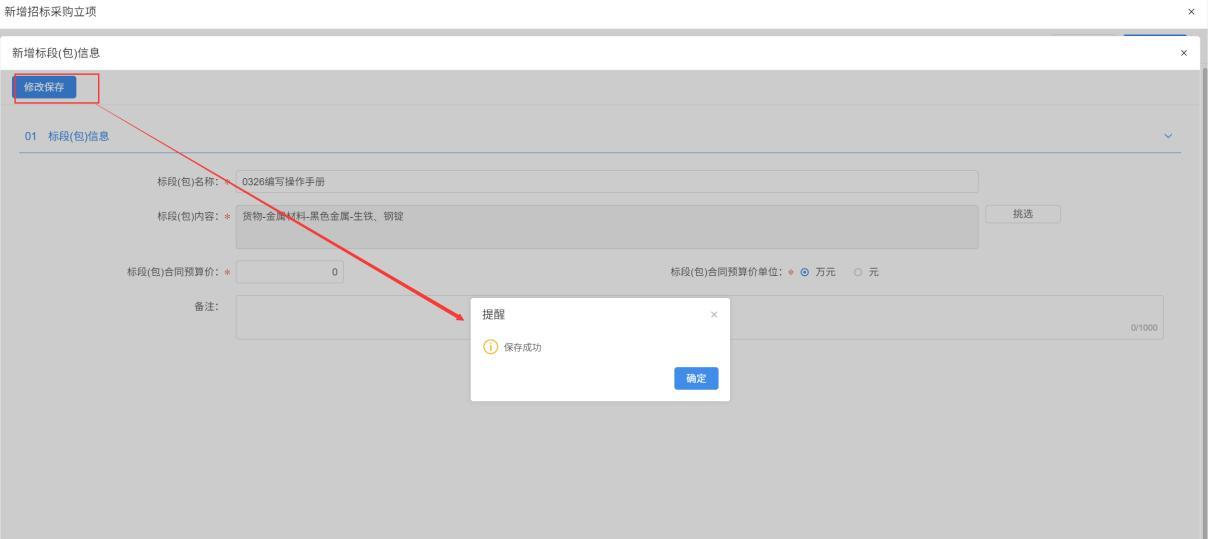 新增招标采购立项
新增标段(包)信息
修改保存
01 标段(包)信息
标段(包)名称：* 0326编写操作手册
标段(包)内容：* 货物-金属材料-黑色金属-生铁、钢锭 挑选
标段(包)合同预算价：* 0 标段(包)合同预算价单位：* 万元 元
备注：
0/1000
提醒
保存成功
确定